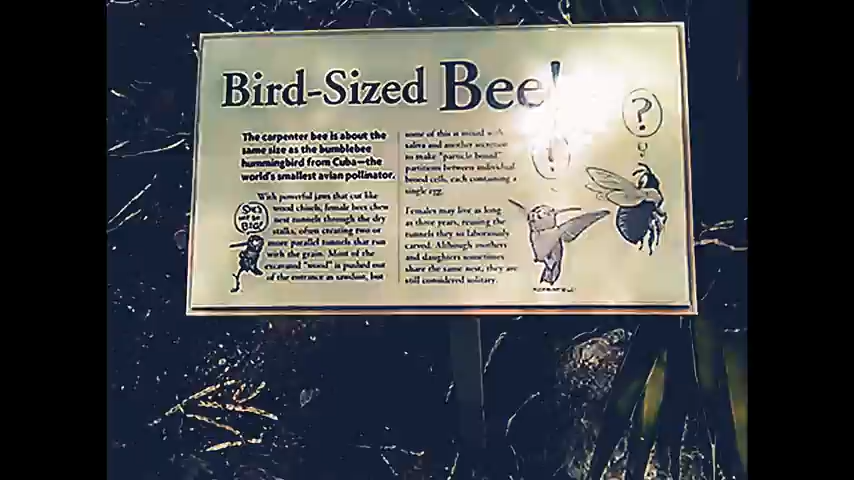 Bird-Sized Bee!
The carpenter bee is about the
same size as the bumblebee
hummingbird from Cuba—the
world's smallest avian pollinator.
With powerful jaws that cut like
wood chisels, female bees chew
nest tunnels through the dry
stalks, often creating two or
more parallel tunnels that run
with the grain. Most of the
excavated "wood" is pushed out
of the entrance as sawdust, but
some of this is mixed with
saliva and another secretion
to make "particle board"
partitions between individual
brood cells, each containing a
single egg.
Females may live as long
as three years, reusing the
tunnels they so laboriously
carved. Although mothers
and daughters sometimes
share the same nest, they are
still considered solitary.
BIG!
!
?